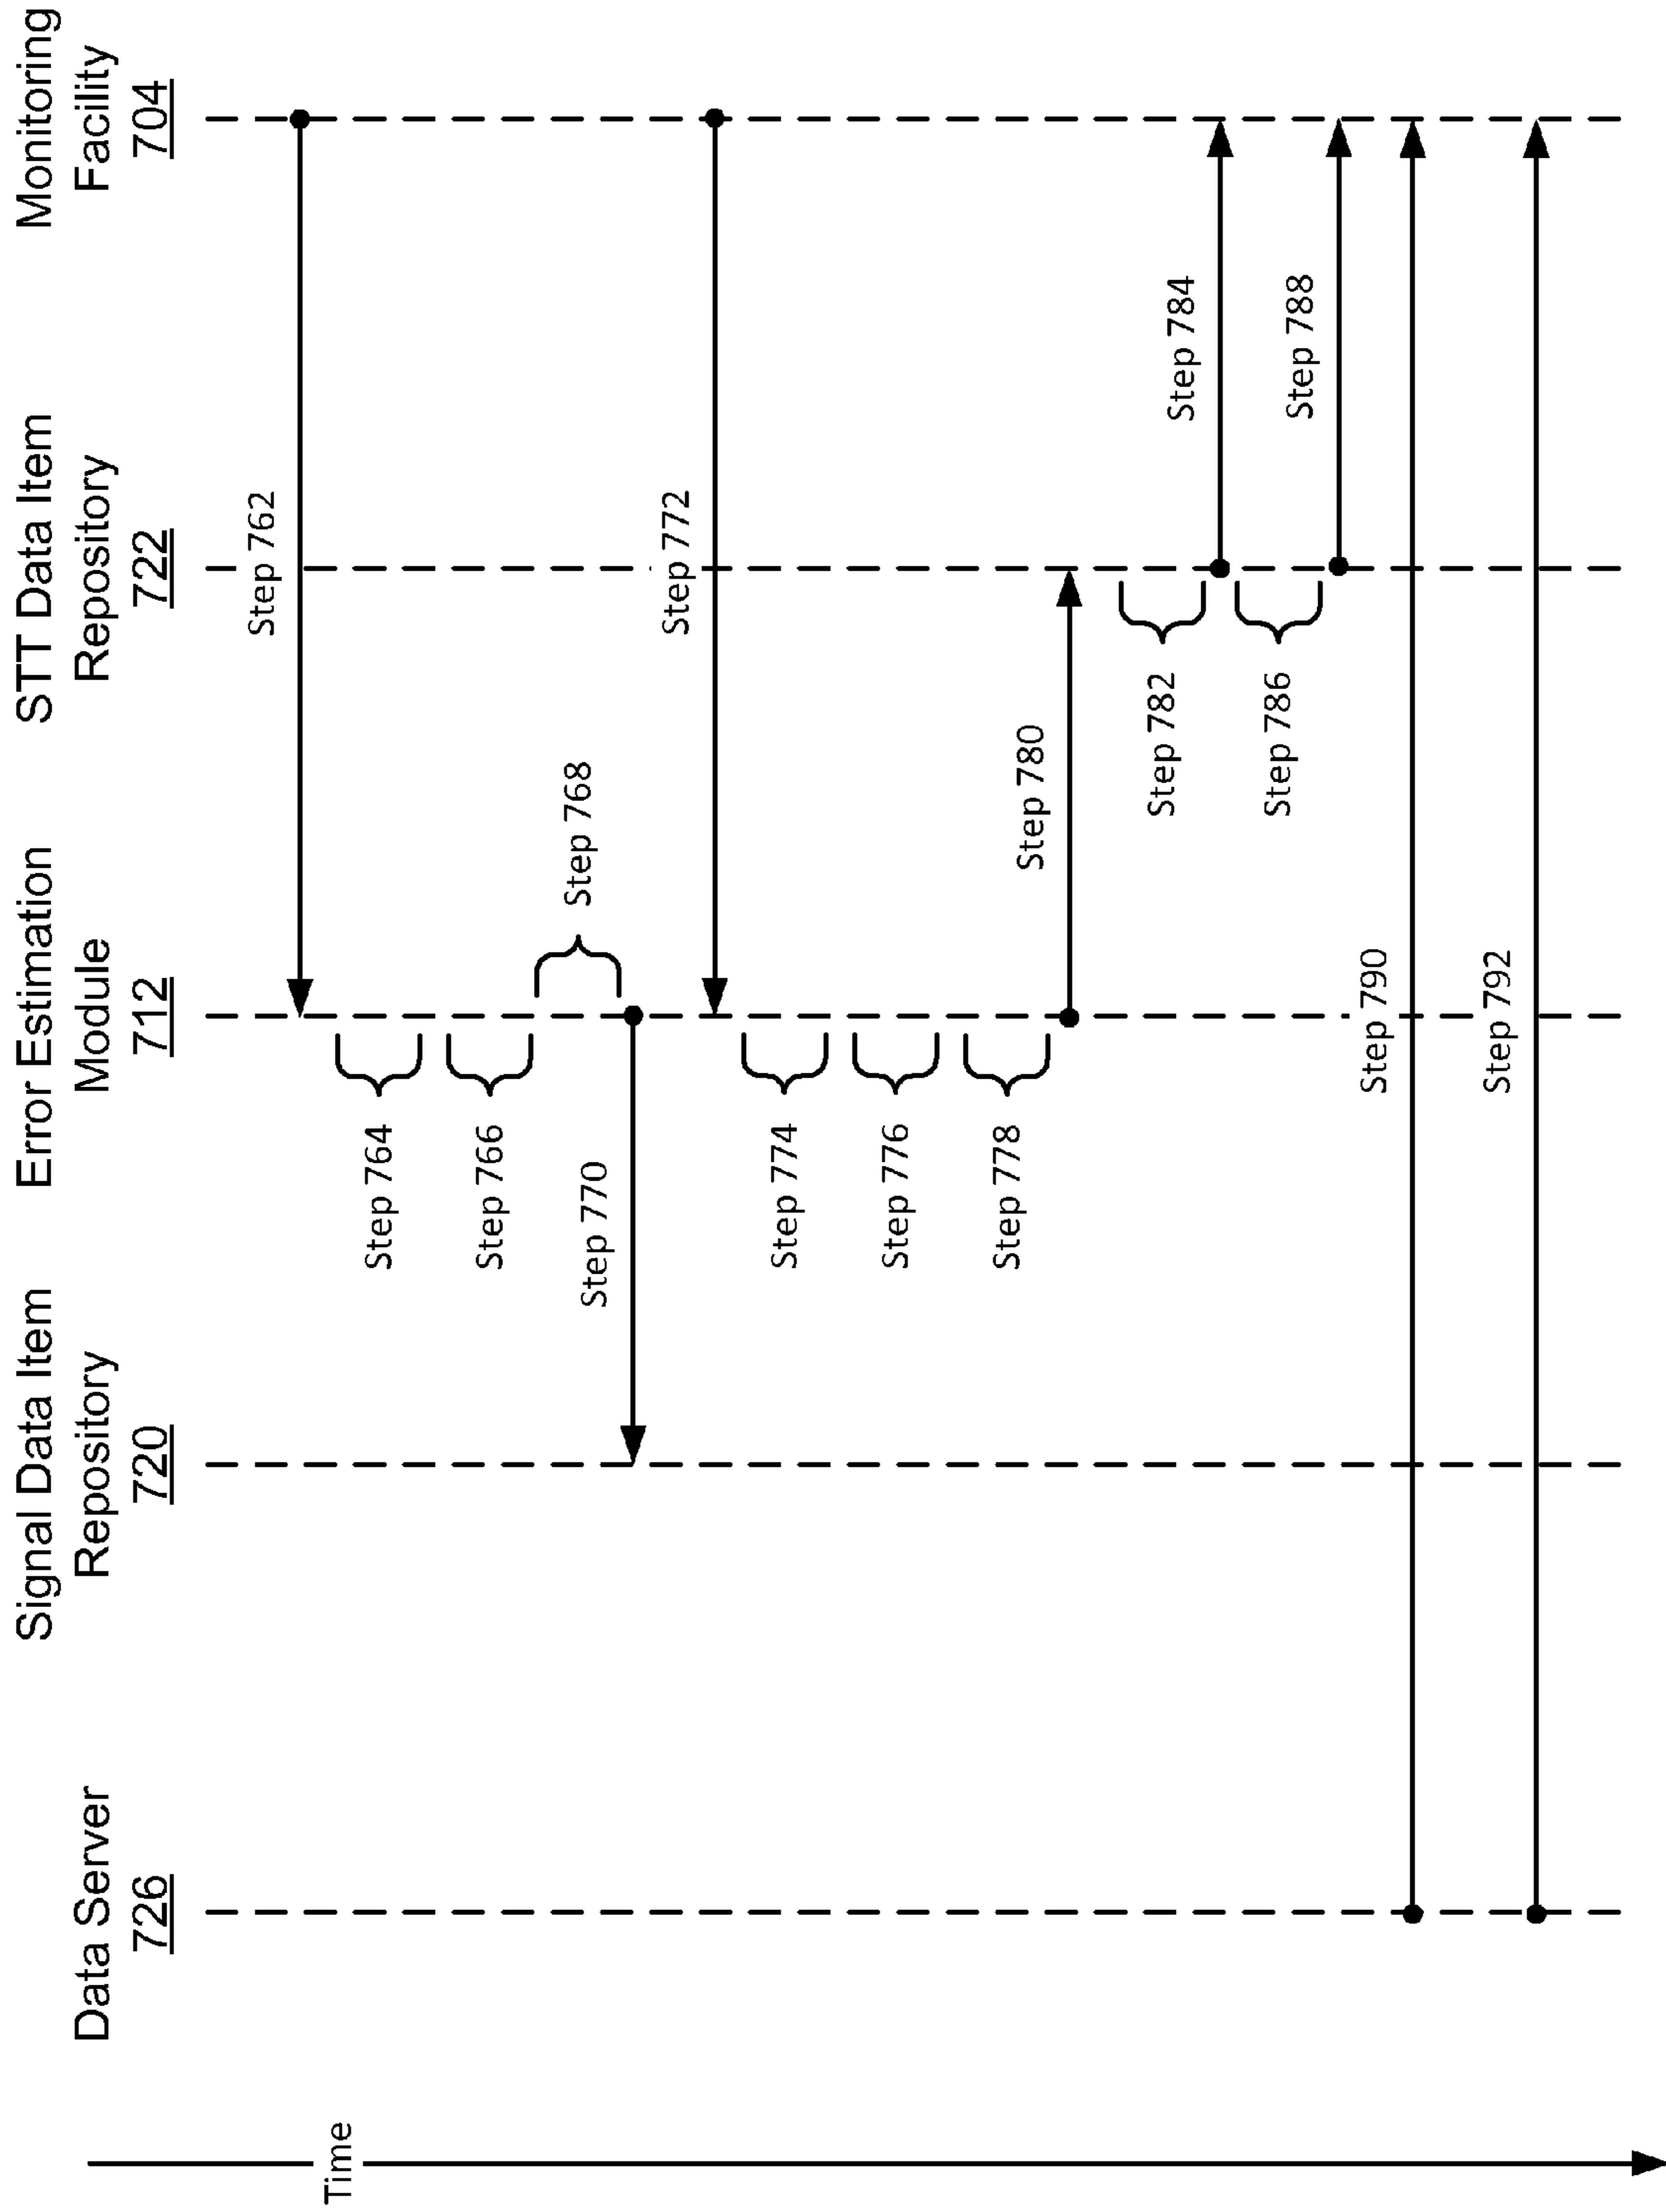 Time
Data Server
726
Signal Data Item
Repository
720
Error Estimation
Module
712
STT Data Item
Repository
722
Monitoring
Facility
704
Step 762
Step 764
Step 766
Step 768
Step 770
Step 772
Step 774
Step 776
Step 778
Step 780
Step 782
Step 784
Step 786
Step 788
Step 790
Step 792